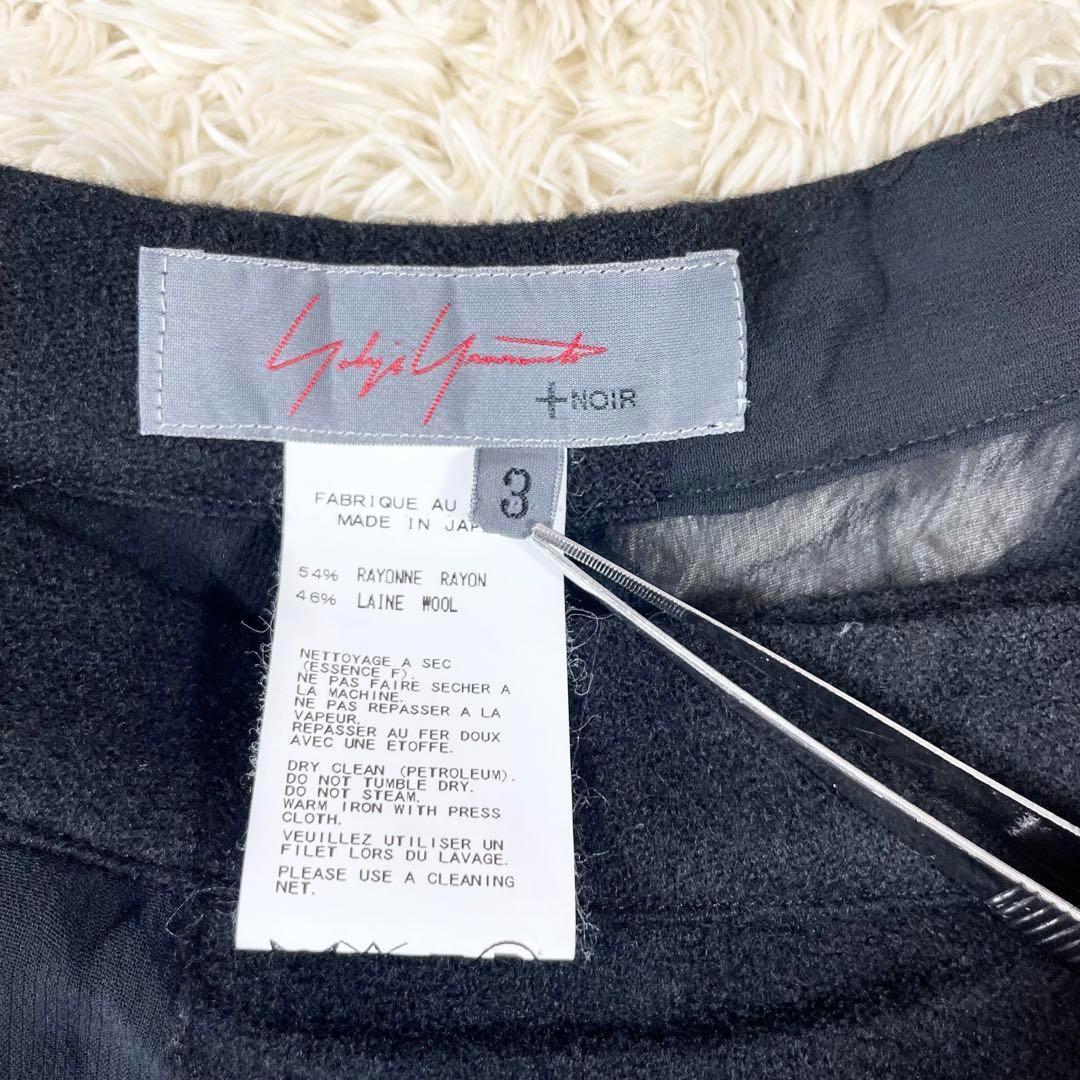 Yohji Yamamoto
+NOIR
3
FABRIQUE AU
MADE IN JAP
54% RAYONNE RAYON
46% LAINE WOOL
NETTOYAGE A SEC
(ESSENCE F).
NE PAS FAIRE SECHER A
LA MACHINE.
NE PAS REPASSER A LA
VAPEUR.
REPASSER AU FER DOUX
AVEC UNE ETOFFE.
DRY CLEAN (PETROLEUM).
DO NOT TUMBLE DRY.
DO NOT STEAM.
WARM IRON WITH PRESS
CLOTH.
VEUILLEZ UTILISER UN
FILET LORS DU LAVAGE.
PLEASE USE A CLEANING
NET.